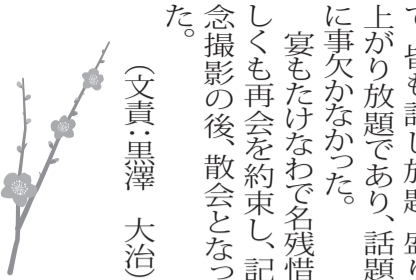 で、皆も話し放題、盛り
上がり放題であり、話題
に事欠かなかった。
宴もたけなわで名残惜
しくも再会を約束し、記
念撮影の後、散会となっ
た。
（文責：黒澤　大治）